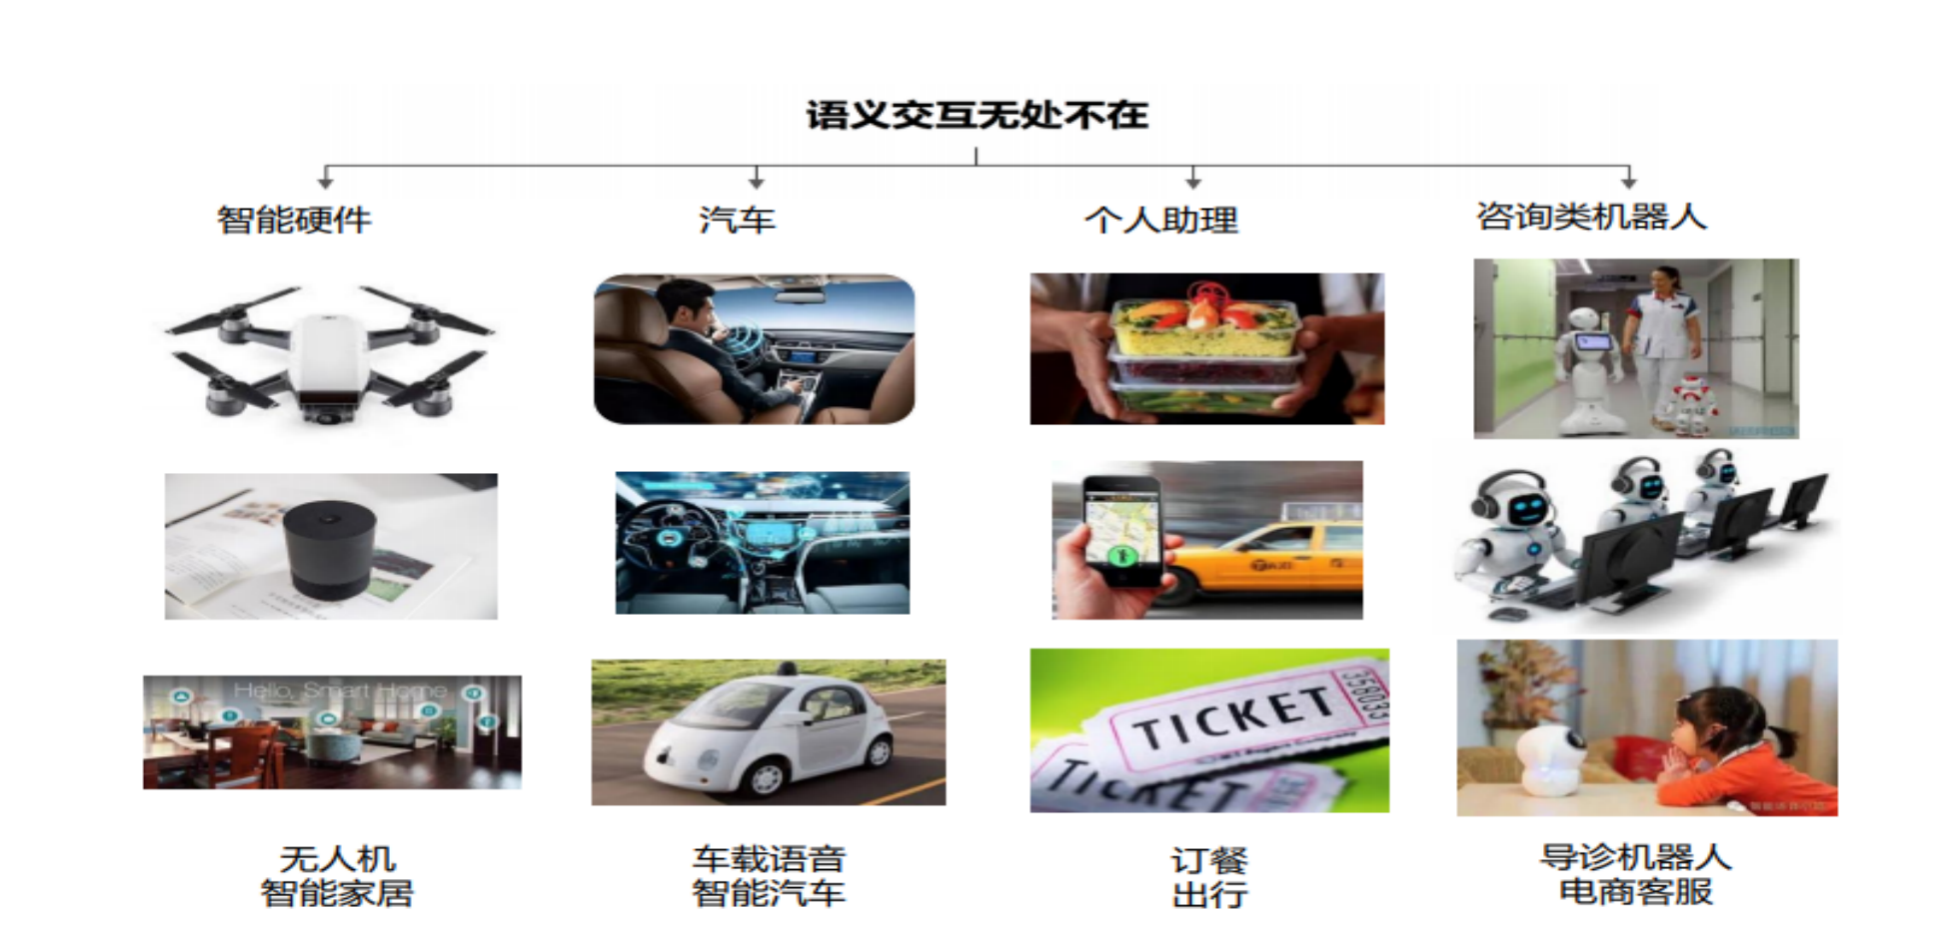 语义交互无处不在
智能硬件
汽车
个人助理
咨询类机器人
Hello, Smart Home
TAXI
TICKET
358033
TICKET
无人机
智能家居
车载语音
智能汽车
订餐
出行
导诊机器人
电商客服